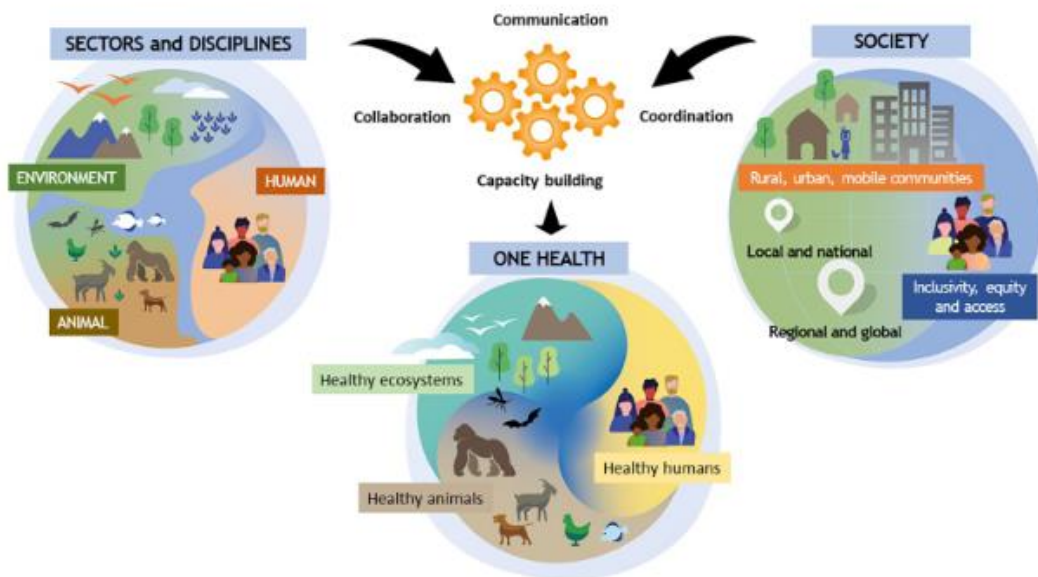 Communication
SECTORS and DISCIPLINES
SOCIETY
Collaboration
Coordination
ENVIRONMENT
HUMAN
Rural, urban, mobile communities
Capacity building
Local and national
ONE HEALTH
Inclusivity, equity
and access
ANIMAL
Regional and global
Healthy ecosystems
Healthy humans
Healthy animals